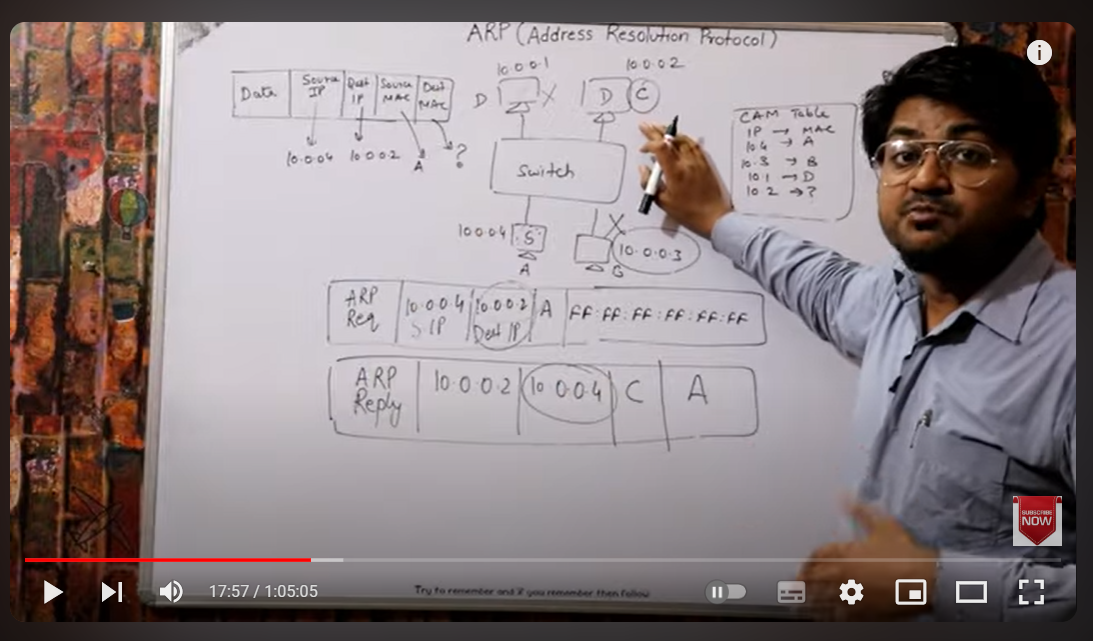 ARP (Address Resolution Protocol)
Data
Source IP
Dest IP
Source MAC
Dest MAC
10.0.0.4
10.0.0.2
A
?
10.0.0.1
D
X
10.0.0.2
D
C
Switch
10.0.0.4
S
A
X
10.0.0.3
B
CAM Table
IP → MAC
10.4 → A
10.3 → B
10.1 → D
10.2 → ?
ARP Req
10.0.0.4
S IP
10.0.0.2
Dest IP
A
FF:FF:FF:FF:FF:FF
ARP Reply
10.0.0.2
10.0.0.4
C
A
i
SUBSCRIBE
NOW
17:57 / 1:05:05
Try to remember and if you remember then follow